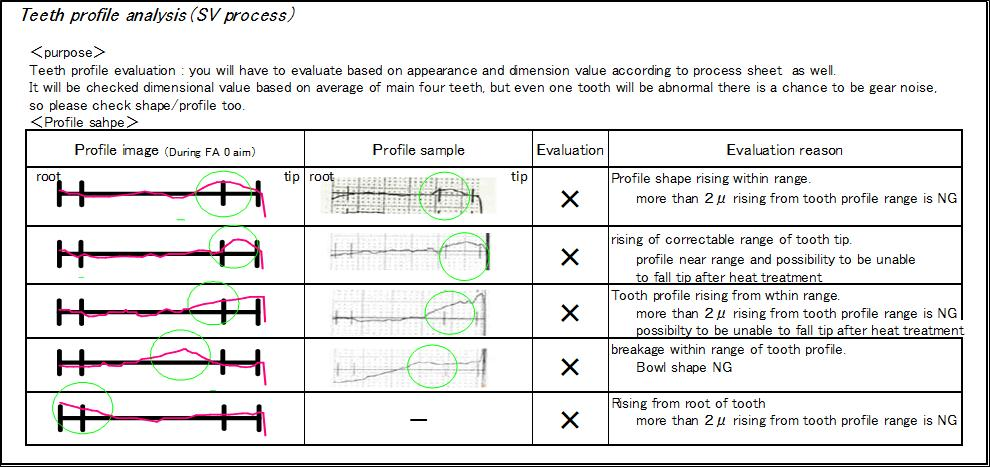 Teeth profile analysis(SV process)
＜purpose＞
Teeth profile evaluation : you will have to evaluate based on appearance and dimension value according to process sheet as well.
It will be checked dimensional value based on average of main four teeth, but even one tooth will be abnormal there is a chance to be gear noise,
so please check shape/profile too.
＜Profile sahpe＞
Profile image (During FA 0 aim) Profile sample Evaluation Evaluation reason
root tip root tip
× Profile shape rising within range.
more than 2μ rising from tooth profile range is NG
× rising of correctable range of tooth tip.
profile near range and possibility to be unable
to fall tip after heat treatment
× Tooth profile rising from wthin range.
more than 2μ rising from tooth profile range is NG
possibilty to be unable to fall tip after heat treatment
× breakage within range of tooth profile.
Bowl shape NG
― × Rising from root of tooth
more than 2μ rising from tooth profile range is NG